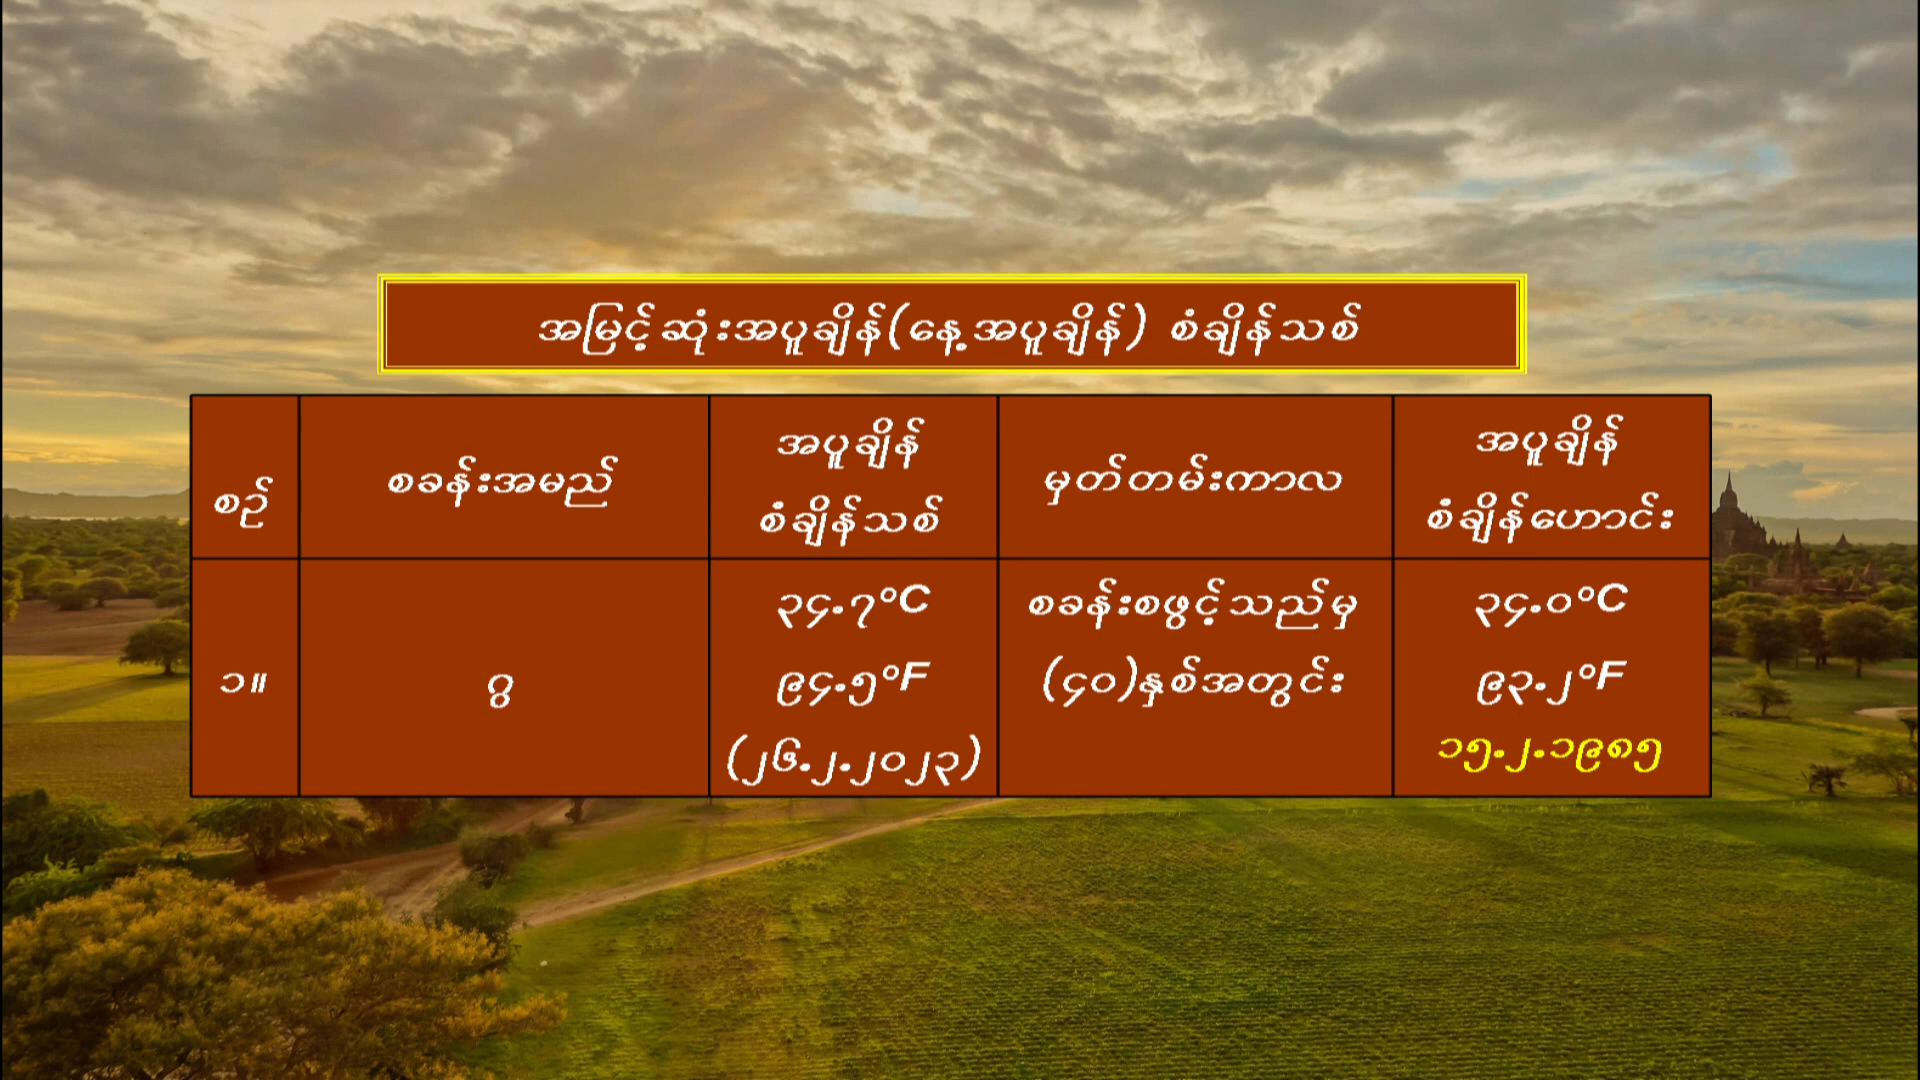 အမြင့်ဆုံးအပူချိန်(နေ့အပူချိန်) စံချိန်သစ်
စဉ်
စခန်းအမည်
အပူချိန်
စံချိန်သစ်
မှတ်တမ်းကာလ
အပူချိန်
စံချိန်ဟောင်း
၁။
ဂွ
၃၄.၇°C
၉၄.၅°F
(၂၆.၂.၂၀၂၃)
စခန်းစဖွင့်သည်မှ
(၄၀)နှစ်အတွင်း
၃၄.၀°C
၉၃.၂°F
၁၅.၂.၁၉၈၅